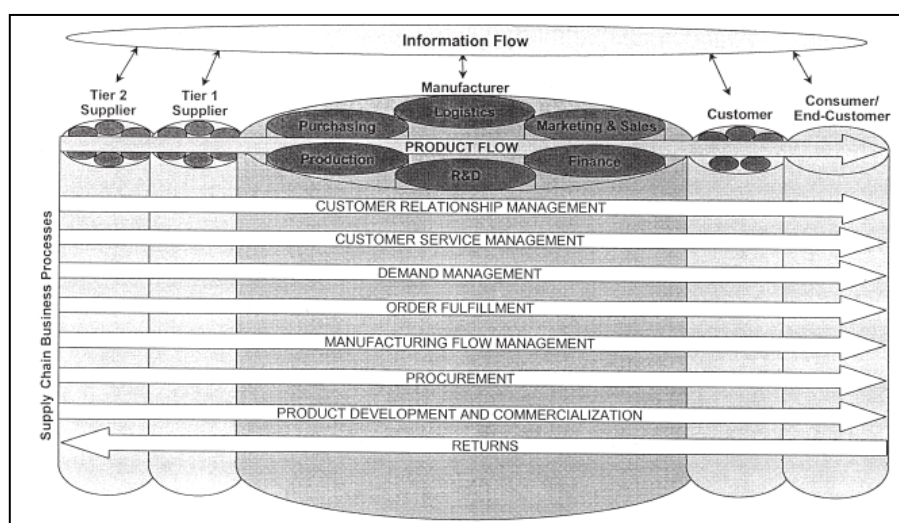 Information Flow
Tier 2
Supplier
Tier 1
Supplier
Manufacturer
Logistics
Purchasing
Marketing & Sales
Customer
Consumer/
End-Customer
PRODUCT FLOW
Production
Finance
R&D
Supply Chain Business Processes
CUSTOMER RELATIONSHIP MANAGEMENT
CUSTOMER SERVICE MANAGEMENT
DEMAND MANAGEMENT
ORDER FULFILLMENT
MANUFACTURING FLOW MANAGEMENT
PROCUREMENT
PRODUCT DEVELOPMENT AND COMMERCIALIZATION
RETURNS